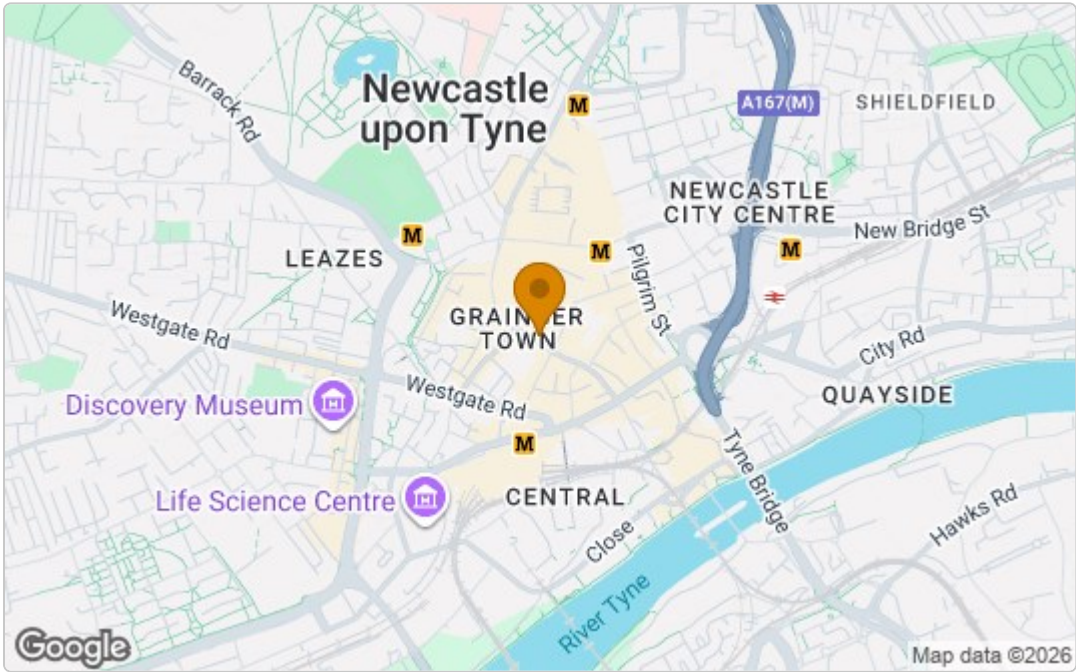 Newcastle
upon Tyne
Barrack Rd
M
A167(M)
SHIELDFIELD
NEWCASTLE
CITY CENTRE
New Bridge St
M
M
M
LEAZES
Pilgrim St
Westgate Rd
GRAINGER
TOWN
City Rd
Westgate Rd
QUAYSIDE
Discovery Museum
M
Tyne Bridge
Life Science Centre
CENTRAL
Hawks Rd
Close
River Tyne
Google
Map data ©2026